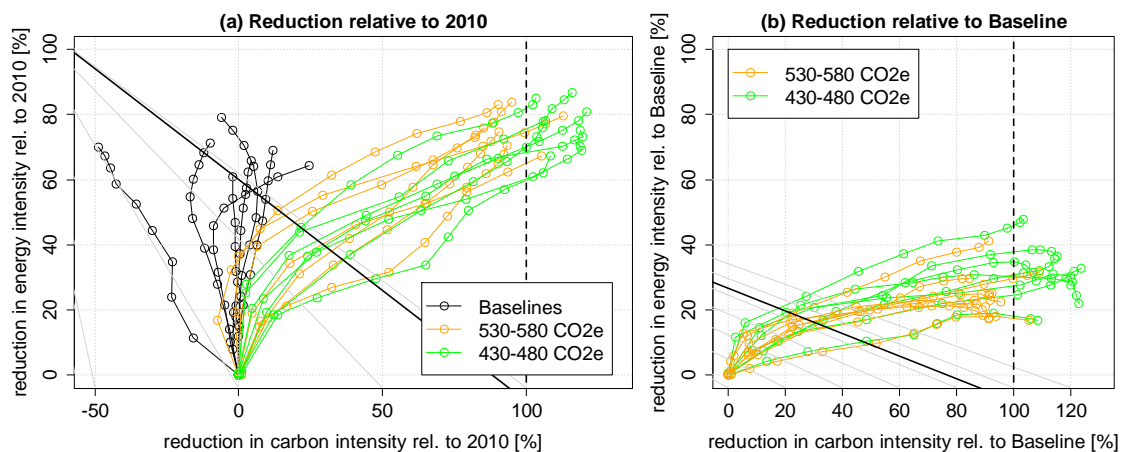 (a) Reduction relative to 2010
reduction in energy intensity rel. to 2010 [%]
100
80
60
40
20
0
Baselines
530-580 CO2e
430-480 CO2e
-50
0
50
100
reduction in carbon intensity rel. to 2010 [%]
(b) Reduction relative to Baseline
reduction in energy intensity rel. to Baseline [%]
100
80
60
40
20
0
530-580 CO2e
430-480 CO2e
0
20
40
60
80
100
120
reduction in carbon intensity rel. to Baseline [%]